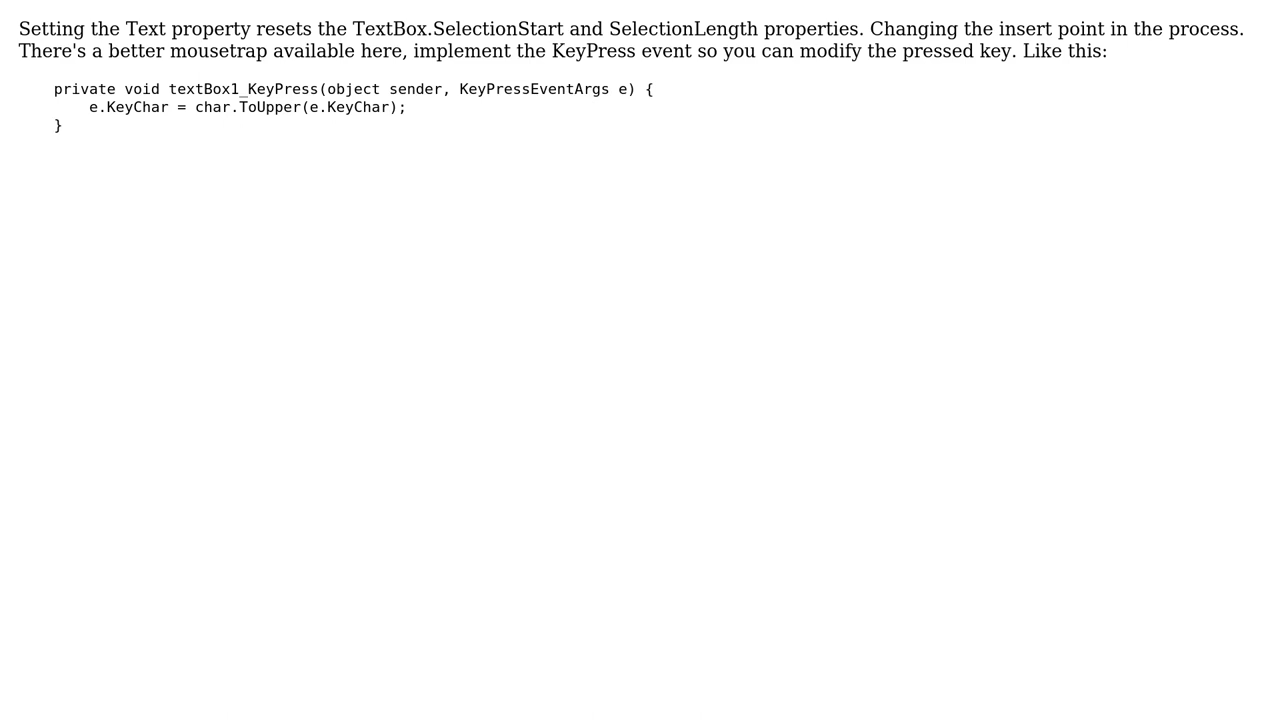 Setting the Text property resets the TextBox.SelectionStart and SelectionLength properties. Changing the insert point in the process.
There's a better mousetrap available here, implement the KeyPress event so you can modify the pressed key. Like this:
    private void textBox1_KeyPress(object sender, KeyPressEventArgs e) {
        e.KeyChar = char.ToUpper(e.KeyChar);
    }